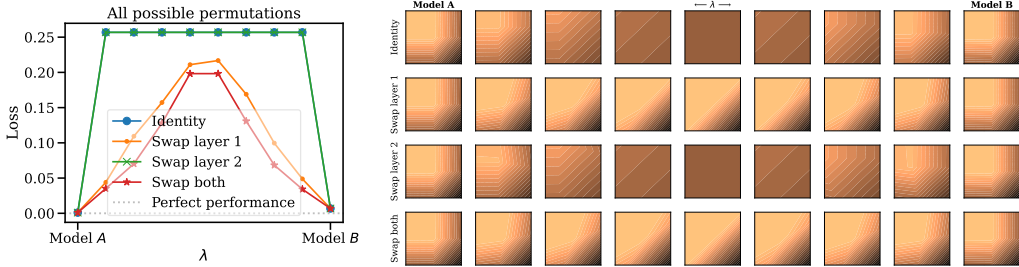 All possible permutations
Loss
0.25
0.20
0.15
0.10
0.05
0.00
Identity
Swap layer 1
Swap layer 2
Swap both
Perfect performance
Model A
Model B
λ
Model A
⟵ λ ⟶
Model B
Identity
Swap layer 1
Swap layer 2
Swap both